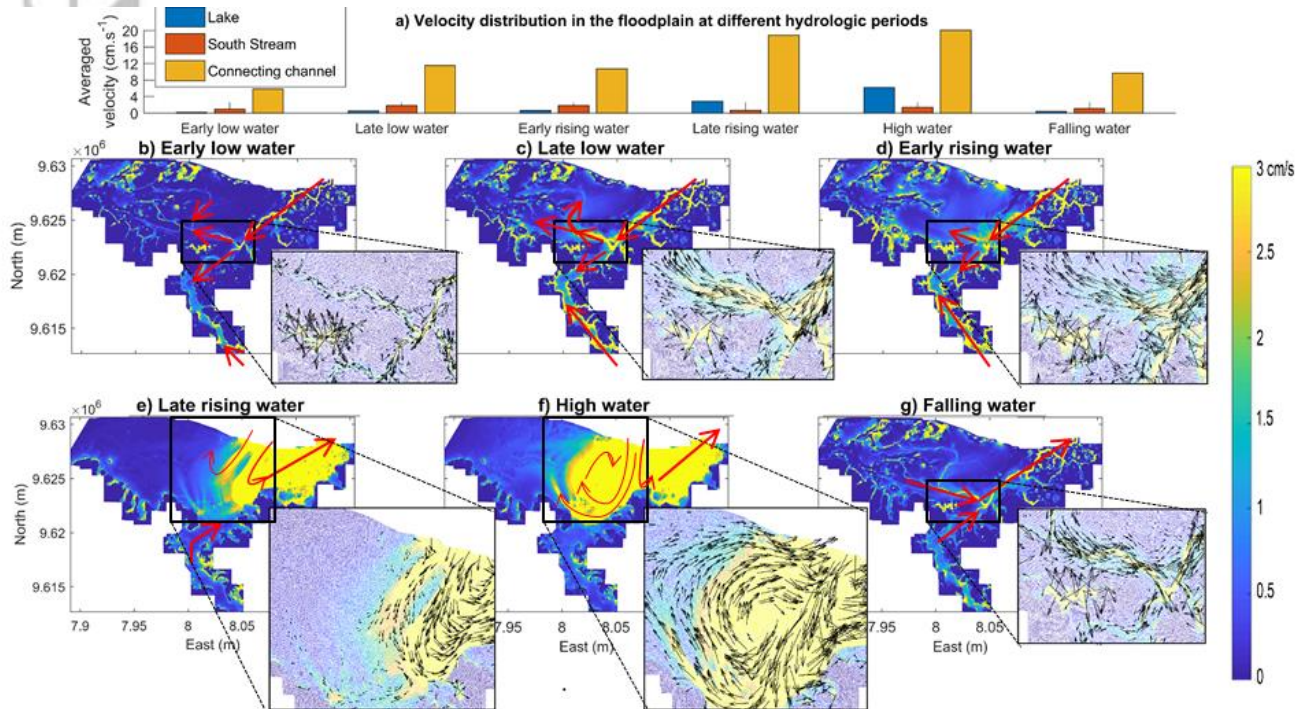 a) Velocity distribution in the floodplain at different hydrologic periods
Lake
South Stream
Connecting channel
Averaged
velocity (cm.s⁻¹)
20
16
12
8
4
0
Early low water Late low water Early rising water Late rising water High water Falling water
b) Early low water c) Late low water d) Early rising water
×10⁶
9.63
9.625
9.62
9.615
North (m)
3 cm/s
2.5
2
1.5
1
0.5
0
e) Late rising water f) High water g) Falling water
×10⁶
9.63
9.625
9.62
9.615
North (m)
7.9 7.95 8 8.05 7.95 8 8.05 7.95 8 8.05
East (m) East (m) East (m)